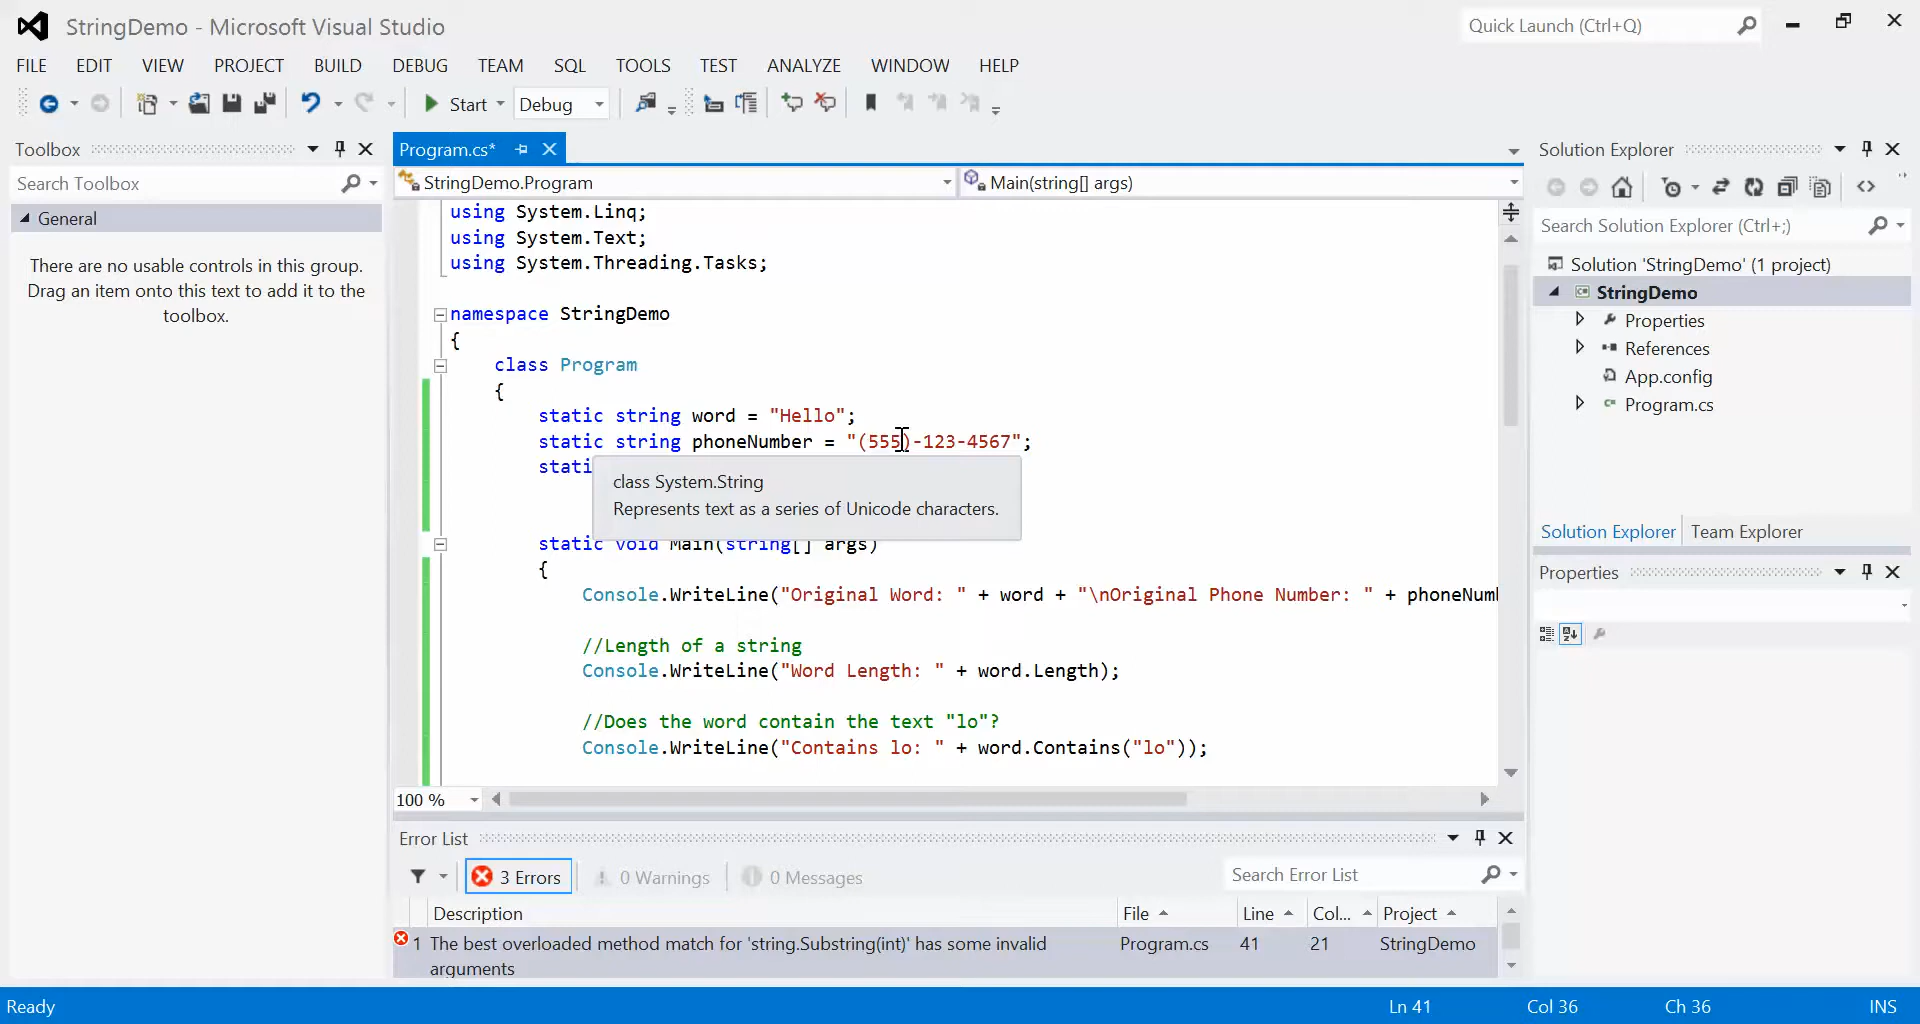 StringDemo - Microsoft Visual Studio
Quick Launch (Ctrl+Q)
FILE EDIT VIEW PROJECT BUILD DEBUG TEAM SQL TOOLS TEST ANALYZE WINDOW HELP
Start Debug
Toolbox
Search Toolbox
General
There are no usable controls in this group.
Drag an item onto this text to add it to the
toolbox.
Program.cs*
StringDemo.Program
Main(string[] args)
using System.Linq;
using System.Text;
using System.Threading.Tasks;
namespace StringDemo
{
class Program
{
static string word = "Hello";
static string phoneNumber = "(555)-123-4567";
stati
class System.String
Represents text as a series of Unicode characters.
static void Main(string[] args)
{
Console.WriteLine("Original Word: " + word + "\nOriginal Phone Number: " + phoneNumb
//Length of a string
Console.WriteLine("Word Length: " + word.Length);
//Does the word contain the text "lo"?
Console.WriteLine("Contains lo: " + word.Contains("lo"));
100 %
Error List
3 Errors 0 Warnings 0 Messages
Search Error List
Description File Line Col... Project
1 The best overloaded method match for 'string.Substring(int)' has some invalid
arguments
Program.cs 41 21 StringDemo
Solution Explorer
Search Solution Explorer (Ctrl+;)
Solution 'StringDemo' (1 project)
StringDemo
Properties
References
App.config
Program.cs
Solution Explorer Team Explorer
Properties
Ready Ln 41 Col 36 Ch 36 INS